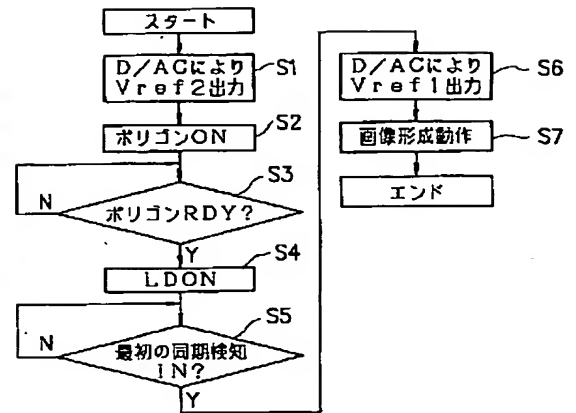 スタート
D/ACにより
Vref2出力
S1
ポリゴンON
S2
ポリゴンRDY?
S3
N
Y
LDON
S4
最初の同期検知
IN?
S5
N
Y
D/ACにより
Vref1出力
S6
画像形成動作
S7
エンド